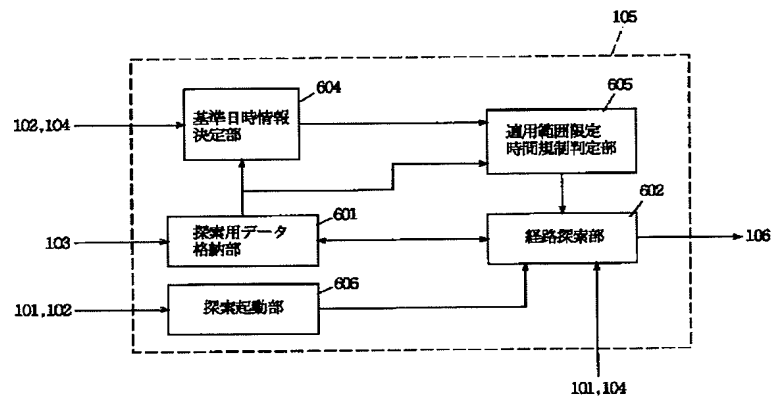 105
604
基準日時情報
決定部
102,104
605
適用範囲限定
時間規制判定部
601
探索用データ
格納部
103
602
経路探索部
106
606
探索起動部
101,102
101,104